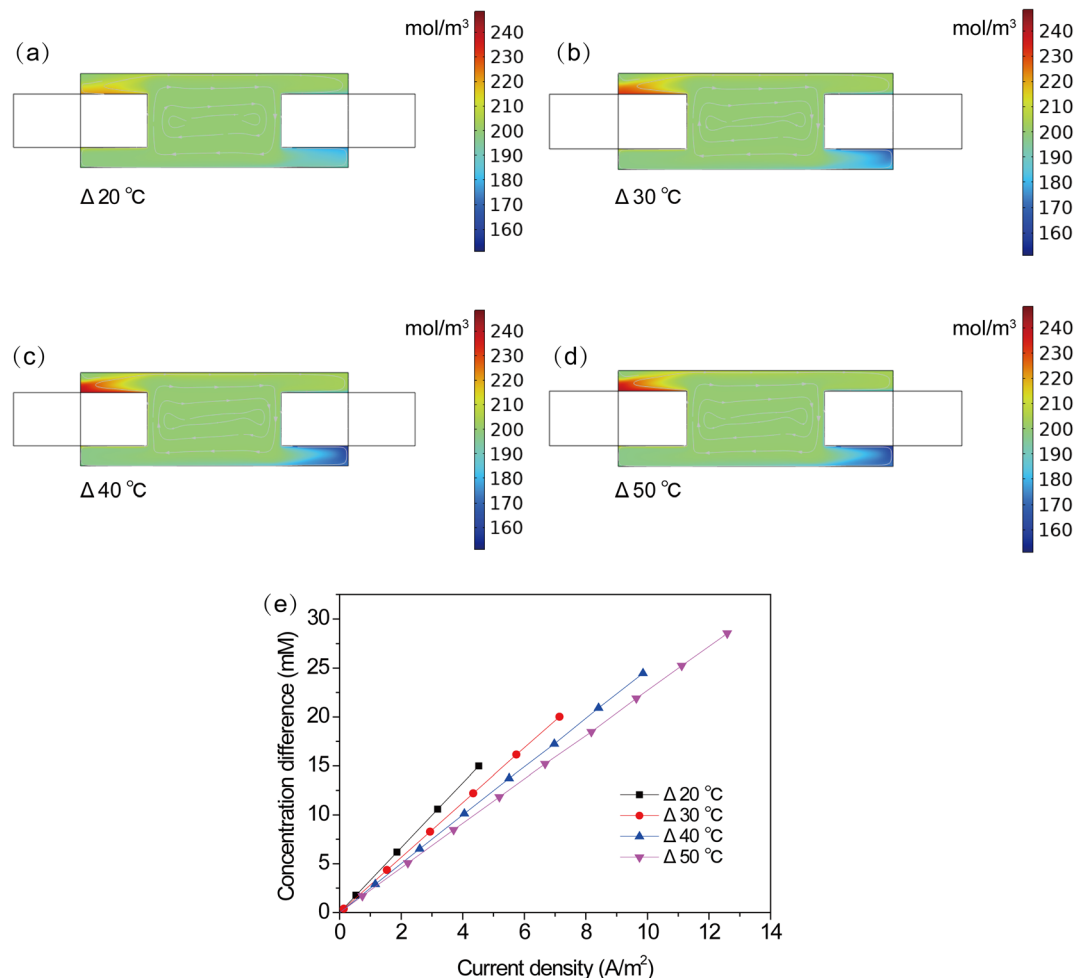 mol/m³
240
230
220
210
200
190
180
170
160
（a）
Δ 20 ℃
mol/m³
240
230
220
210
200
190
180
170
160
（b）
Δ 30 ℃
mol/m³
240
230
220
210
200
190
180
170
160
（c）
Δ 40 ℃
mol/m³
240
230
220
210
200
190
180
170
160
（d）
Δ 50 ℃
（e）
Concentration difference (mM)
30
25
20
15
10
5
0
Δ 20 ℃
Δ 30 ℃
Δ 40 ℃
Δ 50 ℃
0 2 4 6 8 10 12 14
Current density (A/m²)